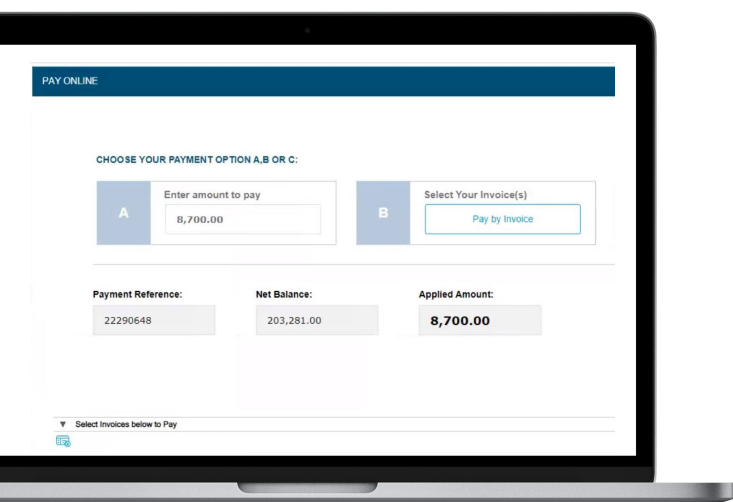 PAY ONLINE
CHOOSE YOUR PAYMENT OPTION A,B OR C:
A
Enter amount to pay
8,700.00
B
Select Your Invoice(s)
Pay by Invoice
Payment Reference:
Net Balance:
Applied Amount:
22290648
203,281.00
8,700.00
▼ Select Invoices below to Pay